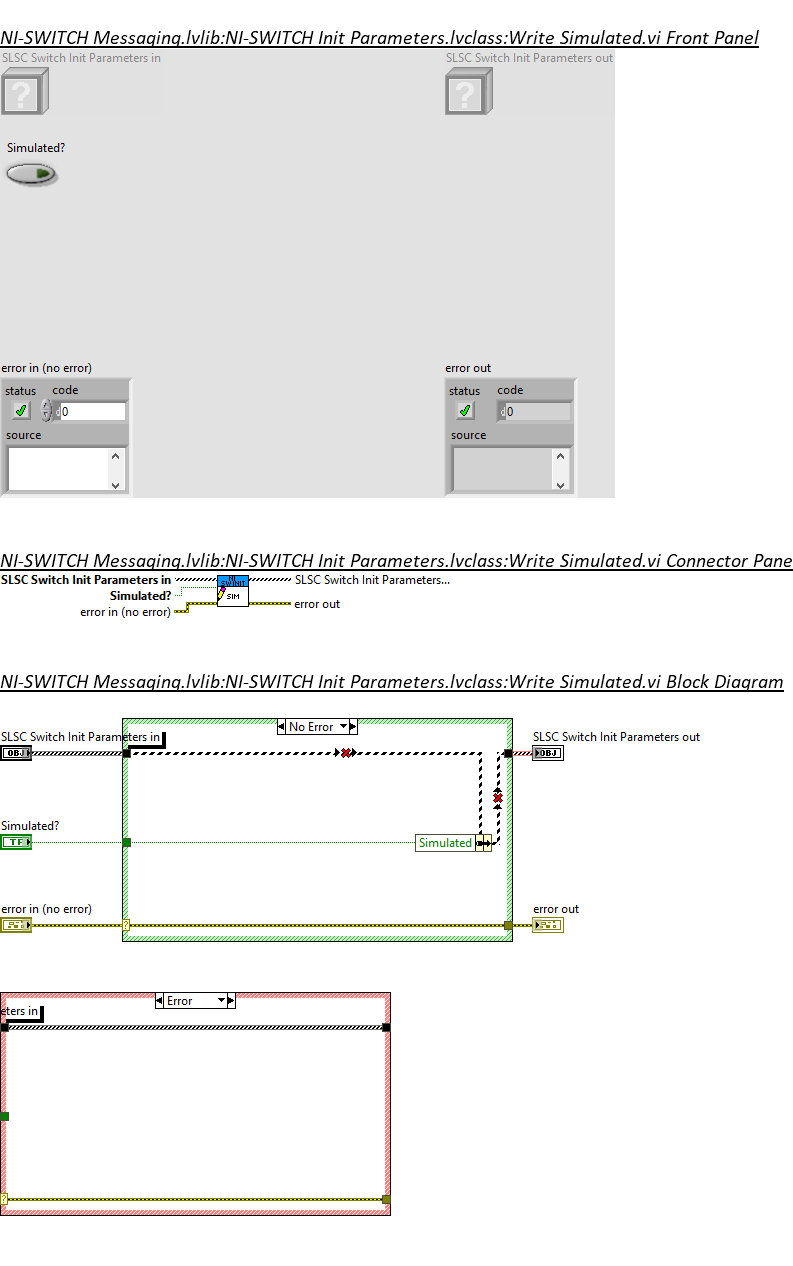 NI-SWITCH Messaging.lvlib:NI-SWITCH Init Parameters.lvclass:Write Simulated.vi Front Panel
SLSC Switch Init Parameters in SLSC Switch Init Parameters out
Simulated?
error in (no error) error out
status code status code
d 0 d 0
source source
NI-SWITCH Messaging.lvlib:NI-SWITCH Init Parameters.lvclass:Write Simulated.vi Connector Pane
SLSC Switch Init Parameters in NI SLSC Switch Init Parameters...
SW INIT
Simulated? SIM
error in (no error) error out
NI-SWITCH Messaging.lvlib:NI-SWITCH Init Parameters.lvclass:Write Simulated.vi Block Diagram
No Error
SLSC Switch Init Parameters in SLSC Switch Init Parameters out
OBJ OBJ
Simulated?
TF Simulated
error in (no error) error out
?
Error
eters in
?